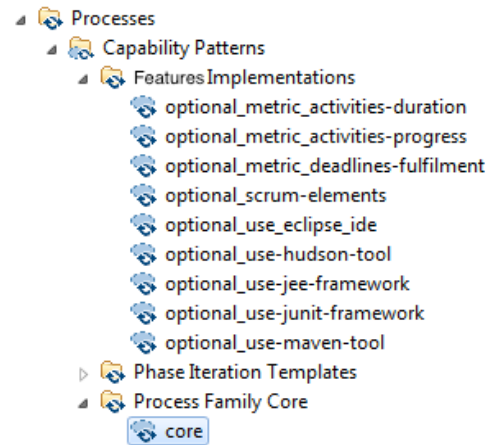 Processes
Capability Patterns
Features Implementations
optional_metric_activities-duration
optional_metric_activities-progress
optional_metric_deadlines-fulfilment
optional_scrum-elements
optional_use_eclipse_ide
optional_use-hudson-tool
optional_use-jee-framework
optional_use-junit-framework
optional_use-maven-tool
Phase Iteration Templates
Process Family Core
core